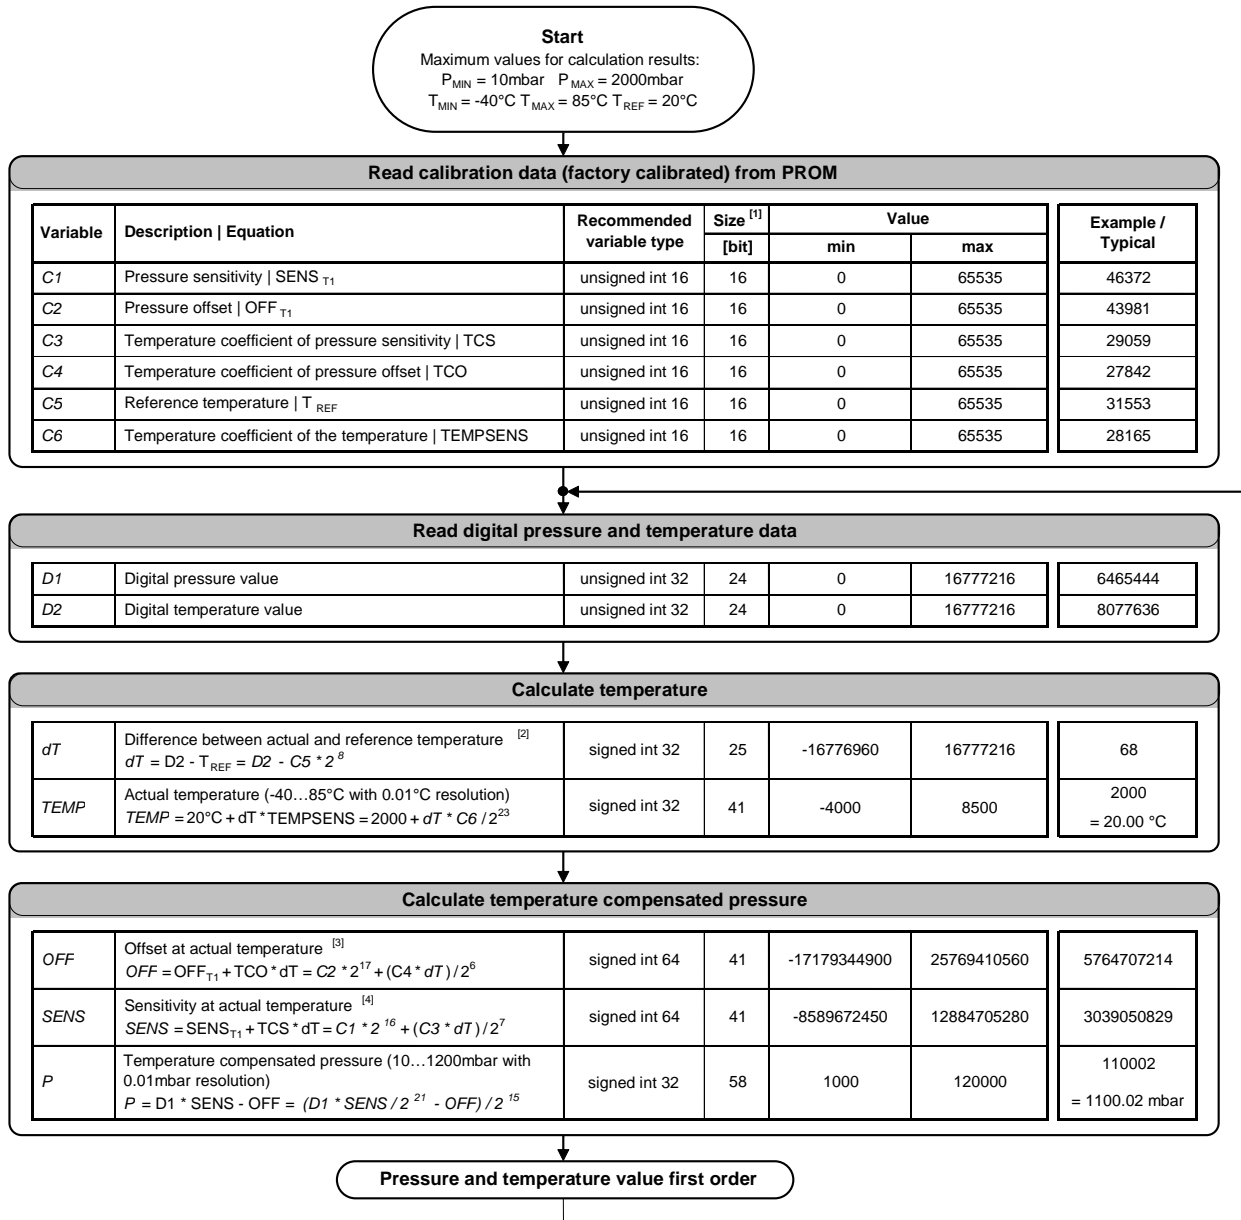 Start
Maximum values for calculation results:
P MIN = 10mbar P MAX = 2000mbar
T MIN = -40°C T MAX = 85°C T REF = 20°C
Read calibration data (factory calibrated) from PROM
Variable Description | Equation Recommended variable type Size [1] [bit] Value min max Example / Typical
C1 Pressure sensitivity | SENS T1 unsigned int 16 16 0 65535 46372
C2 Pressure offset | OFF T1 unsigned int 16 16 0 65535 43981
C3 Temperature coefficient of pressure sensitivity | TCS unsigned int 16 16 0 65535 29059
C4 Temperature coefficient of pressure offset | TCO unsigned int 16 16 0 65535 27842
C5 Reference temperature | T REF unsigned int 16 16 0 65535 31553
C6 Temperature coefficient of the temperature | TEMPSENS unsigned int 16 16 0 65535 28165
Read digital pressure and temperature data
D1 Digital pressure value unsigned int 32 24 0 16777216 6465444
D2 Digital temperature value unsigned int 32 24 0 16777216 8077636
Calculate temperature
Difference between actual and reference temperature [2]
dT signed int 32 25 -16776960 16777216 68
dT = D2 - T REF = D2 - C5 * 2^8
Actual temperature (-40…85°C with 0.01°C resolution) 2000
TEMP signed int 32 41 -4000 8500
TEMP = 20°C + dT * TEMPSENS = 2000 + dT * C6 / 2^23 = 20.00 °C
Calculate temperature compensated pressure
Offset at actual temperature [3]
OFF signed int 64 41 -17179344900 25769410560 5764707214
OFF = OFF T1 + TCO * dT = C2 * 2^17 + (C4 * dT) / 2^6
Sensitivity at actual temperature [4]
SENS signed int 64 41 -8589672450 12884705280 3039050829
SENS = SENS T1 + TCS * dT = C1 * 2^16 + (C3 * dT) / 2^7
Temperature compensated pressure (10…1200mbar with 110002
0.01mbar resolution)
P signed int 32 58 1000 120000
P = D1 * SENS - OFF = (D1 * SENS / 2^21 - OFF) / 2^15 = 1100.02 mbar
Pressure and temperature value first order